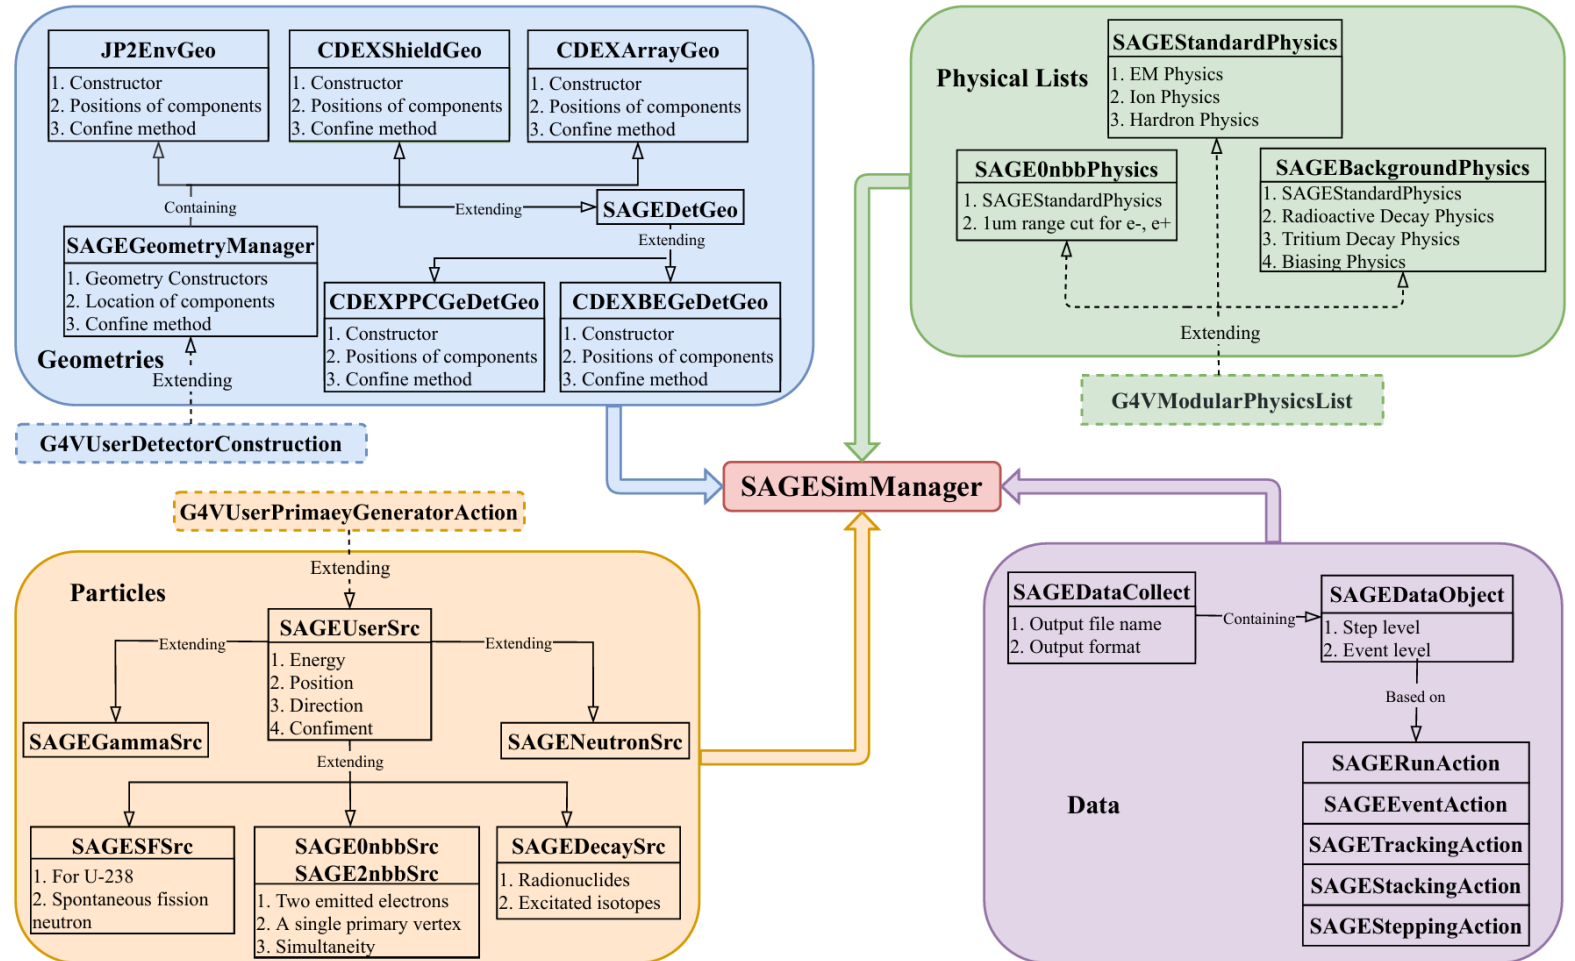 JP2EnvGeo
1. Constructor
2. Positions of components
3. Confine method
CDEXShieldGeo
1. Constructor
2. Positions of components
3. Confine method
CDEXArrayGeo
1. Constructor
2. Positions of components
3. Confine method
Containing
Extending
SAGEDetGeo
Extending
SAGEGeometryManager
1. Geometry Constructors
2. Location of components
3. Confine method
CDEXPPCGeDetGeo
1. Constructor
2. Positions of components
3. Confine method
CDEXBEGeDetGeo
1. Constructor
2. Positions of components
3. Confine method
Geometries
Extending
G4VUserDetectorConstruction
Physical Lists
SAGEStandardPhysics
1. EM Physics
2. Ion Physics
3. Hardron Physics
SAGE0nbbPhysics
1. SAGEStandardPhysics
2. 1um range cut for e-, e+
SAGEBackgroundPhysics
1. SAGEStandardPhysics
2. Radioactive Decay Physics
3. Tritium Decay Physics
4. Biasing Physics
Extending
G4VModularPhysicsList
SAGESimManager
G4VUserPrimaeyGeneratorAction
Extending
Particles
SAGEUserSrc
1. Energy
2. Position
3. Direction
4. Confiment
Extending
Extending
SAGEGammaSrc
SAGENeutronSrc
Extending
SAGESFSrc
1. For U-238
2. Spontaneous fission
neutron
SAGE0nbbSrc
SAGE2nbbSrc
1. Two emitted electrons
2. A single primary vertex
3. Simultaneity
SAGEDecaySrc
1. Radionuclides
2. Excitated isotopes
SAGEDataCollect
1. Output file name
2. Output format
Containing
SAGEDataObject
1. Step level
2. Event level
Based on
Data
SAGERunAction
SAGEEventAction
SAGETrackingAction
SAGEStackingAction
SAGESteppingAction